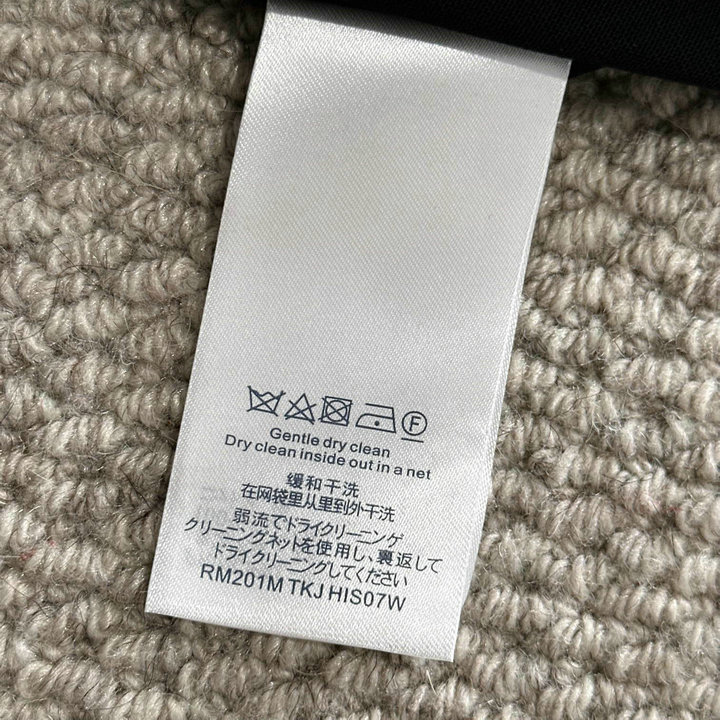 F
Gentle dry clean
Dry clean inside out in a net
缓和干洗
在网袋里从里到外干洗
弱流でドライクリーニンゲ
クリーニングネットを使用し、裏返して
ドライクリーニングしてください
RM201M TKJ HIS07W